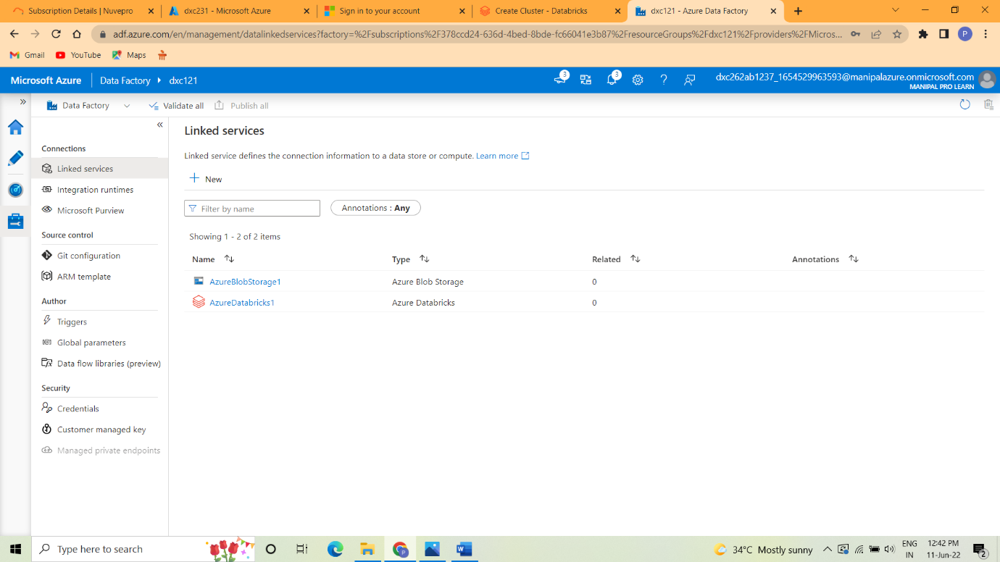 Subscription Details | Nuvepro
dxc231 - Microsoft Azure
Sign in to your account
Create Cluster - Databricks
dxc121 - Azure Data Factory
adf.azure.com/en/management/datalinkedservices?factory=%2Fsubscriptions%2F378ccd24-636d-4bed-8bde-fc66041e3b87%2FresourceGroups%2Fdxc121%2Fproviders%2FMicros...
P
Gmail
YouTube
Maps
Microsoft Azure
Data Factory
dxc121
3
3
dxc262ab1237_1654529963593@manipalazure.onmicrosoft.com
MANIPAL PRO LEARN
Data Factory
Validate all
Publish all
Connections
Linked services
Integration runtimes
Microsoft Purview
Source control
Git configuration
ARM template
Author
Triggers
Global parameters
Data flow libraries (preview)
Security
Credentials
Customer managed key
Managed private endpoints
Linked services
Linked service defines the connection information to a data store or compute. Learn more
New
Filter by name
Annotations : Any
Showing 1 - 2 of 2 items
Name Type Related Annotations
AzureBlobStorage1 Azure Blob Storage 0
AzureDatabricks1 Azure Databricks 0
Type here to search
34°C Mostly sunny
ENG
IN
12:42 PM
11-Jun-22
2